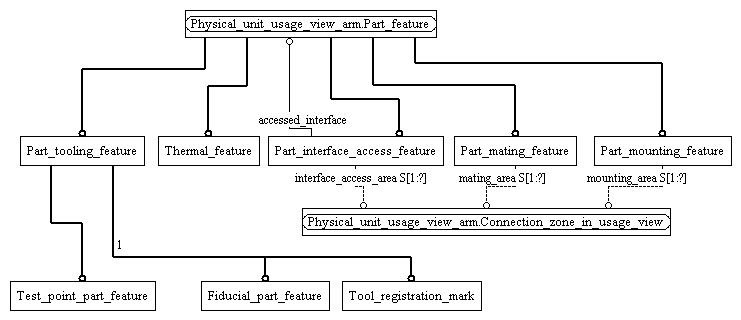 Physical_unit_usage_view_arm.Part_feature
accessed_interface
Part_tooling_feature
Thermal_feature
Part_interface_access_feature
Part_mating_feature
Part_mounting_feature
interface_access_area S[1:?]
mating_area S[1:?]
mounting_area S[1:?]
Physical_unit_usage_view_arm.Connection_zone_in_usage_view
1
Test_point_part_feature
Fiducial_part_feature
Tool_registration_mark